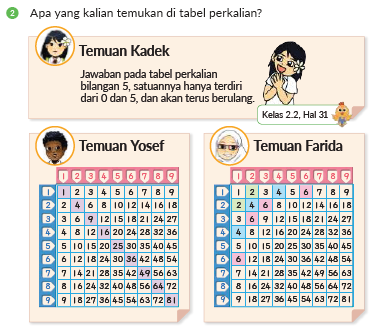 2 Apa yang kalian temukan di tabel perkalian?
Temuan Kadek
Jawaban pada tabel perkalian
bilangan 5, satuannya hanya terdiri
dari 0 dan 5, dan akan terus berulang.
Kelas 2.2, Hal 31
Temuan Yosef
1 2 3 4 5 6 7 8 9
1 1 2 3 4 5 6 7 8 9
2 2 4 6 8 10 12 14 16 18
3 3 6 9 12 15 18 21 24 27
4 4 8 12 16 20 24 28 32 36
5 5 10 15 20 25 30 35 40 45
6 6 12 18 24 30 36 42 48 54
7 7 14 21 28 35 42 49 56 63
8 8 16 24 32 40 48 56 64 72
9 9 18 27 36 45 54 63 72 81
Temuan Farida
1 2 3 4 5 6 7 8 9
1 1 2 3 4 5 6 7 8 9
2 2 4 6 8 10 12 14 16 18
3 3 6 9 12 15 18 21 24 27
4 4 8 12 16 20 24 28 32 36
5 5 10 15 20 25 30 35 40 45
6 6 12 18 24 30 36 42 48 54
7 7 14 21 28 35 42 49 56 63
8 8 16 24 32 40 48 56 64 72
9 9 18 27 36 45 54 63 72 81